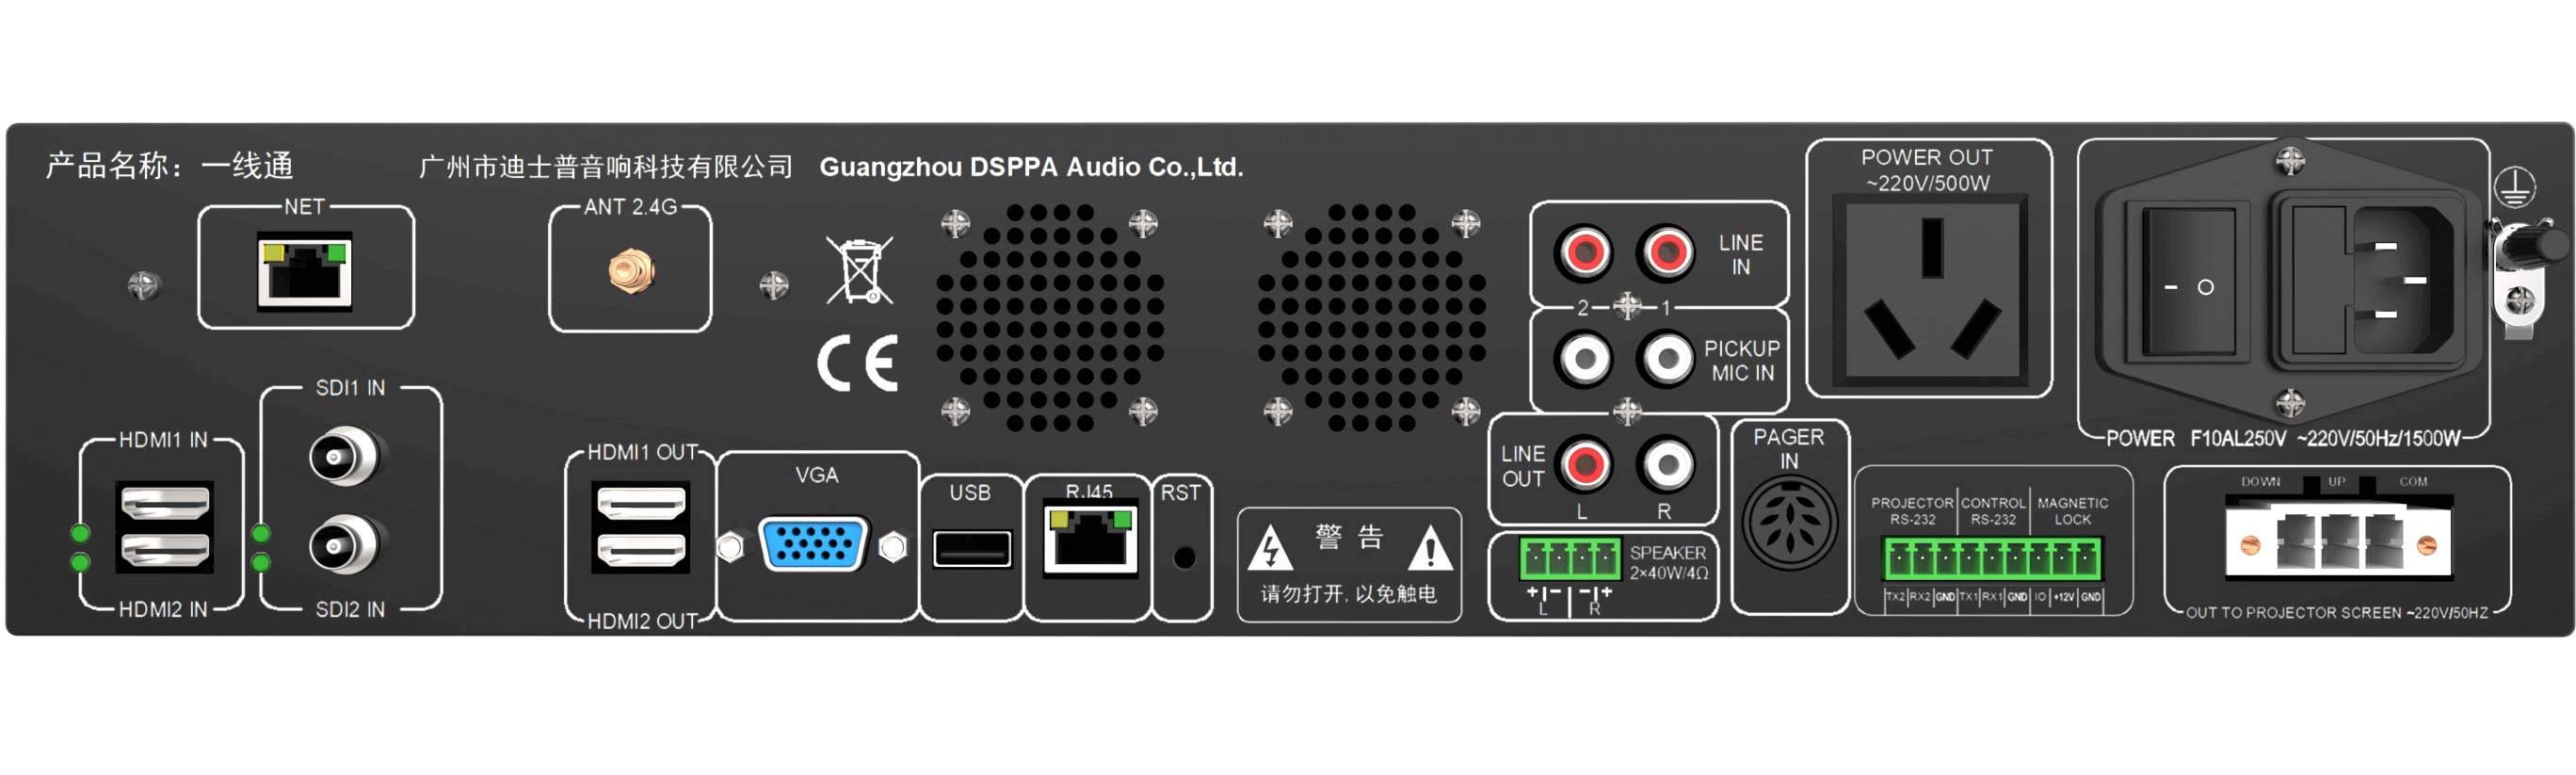 产品名称：一线通
广州市迪士普音响科技有限公司 Guangzhou DSPPA Audio Co.,Ltd.
NET
ANT 2.4G
SDI1 IN
SDI2 IN
HDMI1 IN
HDMI2 IN
HDMI1 OUT
HDMI2 OUT
VGA
USB
RJ45
RST
CE
警 告
请勿打开, 以免触电
LINE
IN
2 1
PICKUP
MIC IN
LINE
OUT
L R
SPEAKER
2×40W/4Ω
+ - - +
L R
PAGER
IN
POWER OUT
~220V/500W
POWER F10AL250V ~220V/50Hz/1500W
PROJECTOR
RS-232
CONTROL
RS-232
MAGNETIC
LOCK
TX2 RX2 GND TX1 RX1 GND IO +12V GND
DOWN UP COM
OUT TO PROJECTOR SCREEN ~220V/50HZ